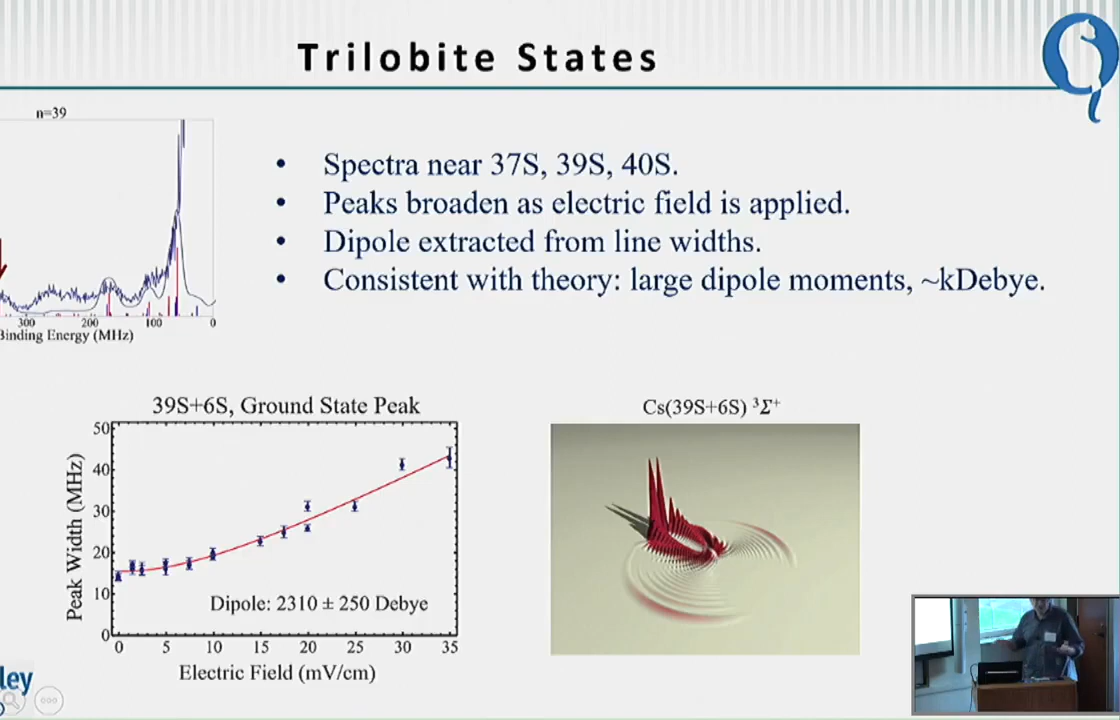 Trilobite States
n=39
300 200 100 0
Binding Energy (MHz)
• Spectra near 37S, 39S, 40S.
• Peaks broaden as electric field is applied.
• Dipole extracted from line widths.
• Consistent with theory: large dipole moments, ~kDebye.
39S+6S, Ground State Peak
Peak Width (MHz)
50
40
30
20
10
0
Dipole: 2310 ± 250 Debye
0 5 10 15 20 25 30 35
Electric Field (mV/cm)
Cs(39S+6S) ³Σ⁺
ley